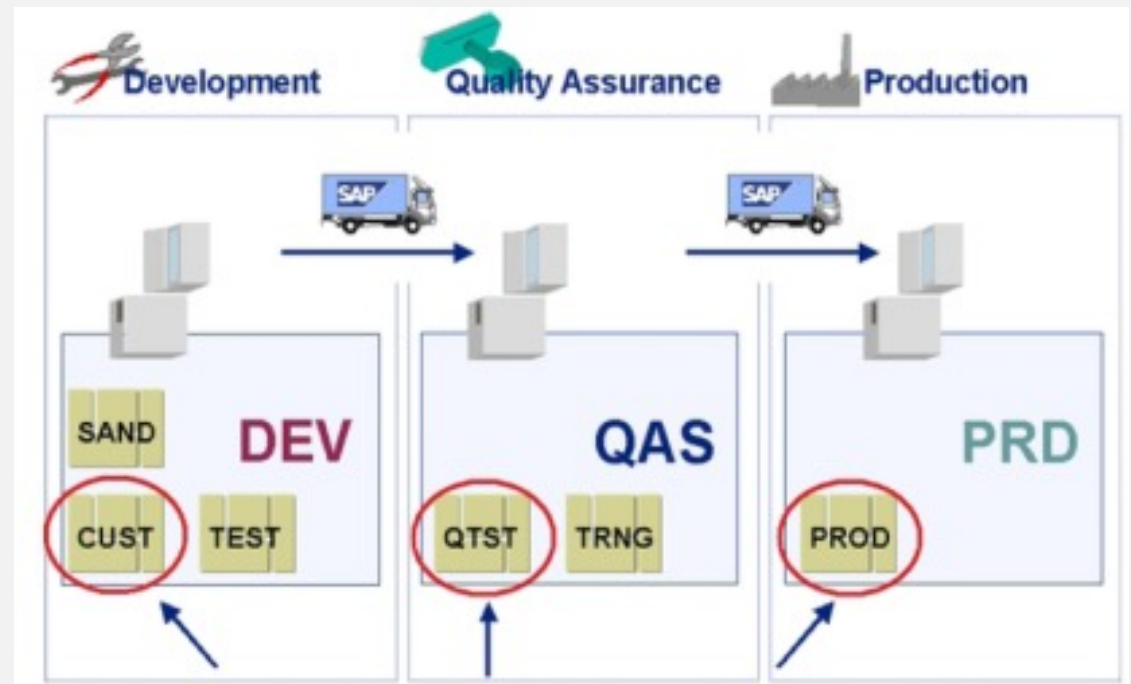 Development
Quality Assurance
Production
SAP
SAP
SAND
DEV
QAS
PRD
CUST
TEST
QTST
TRNG
PROD